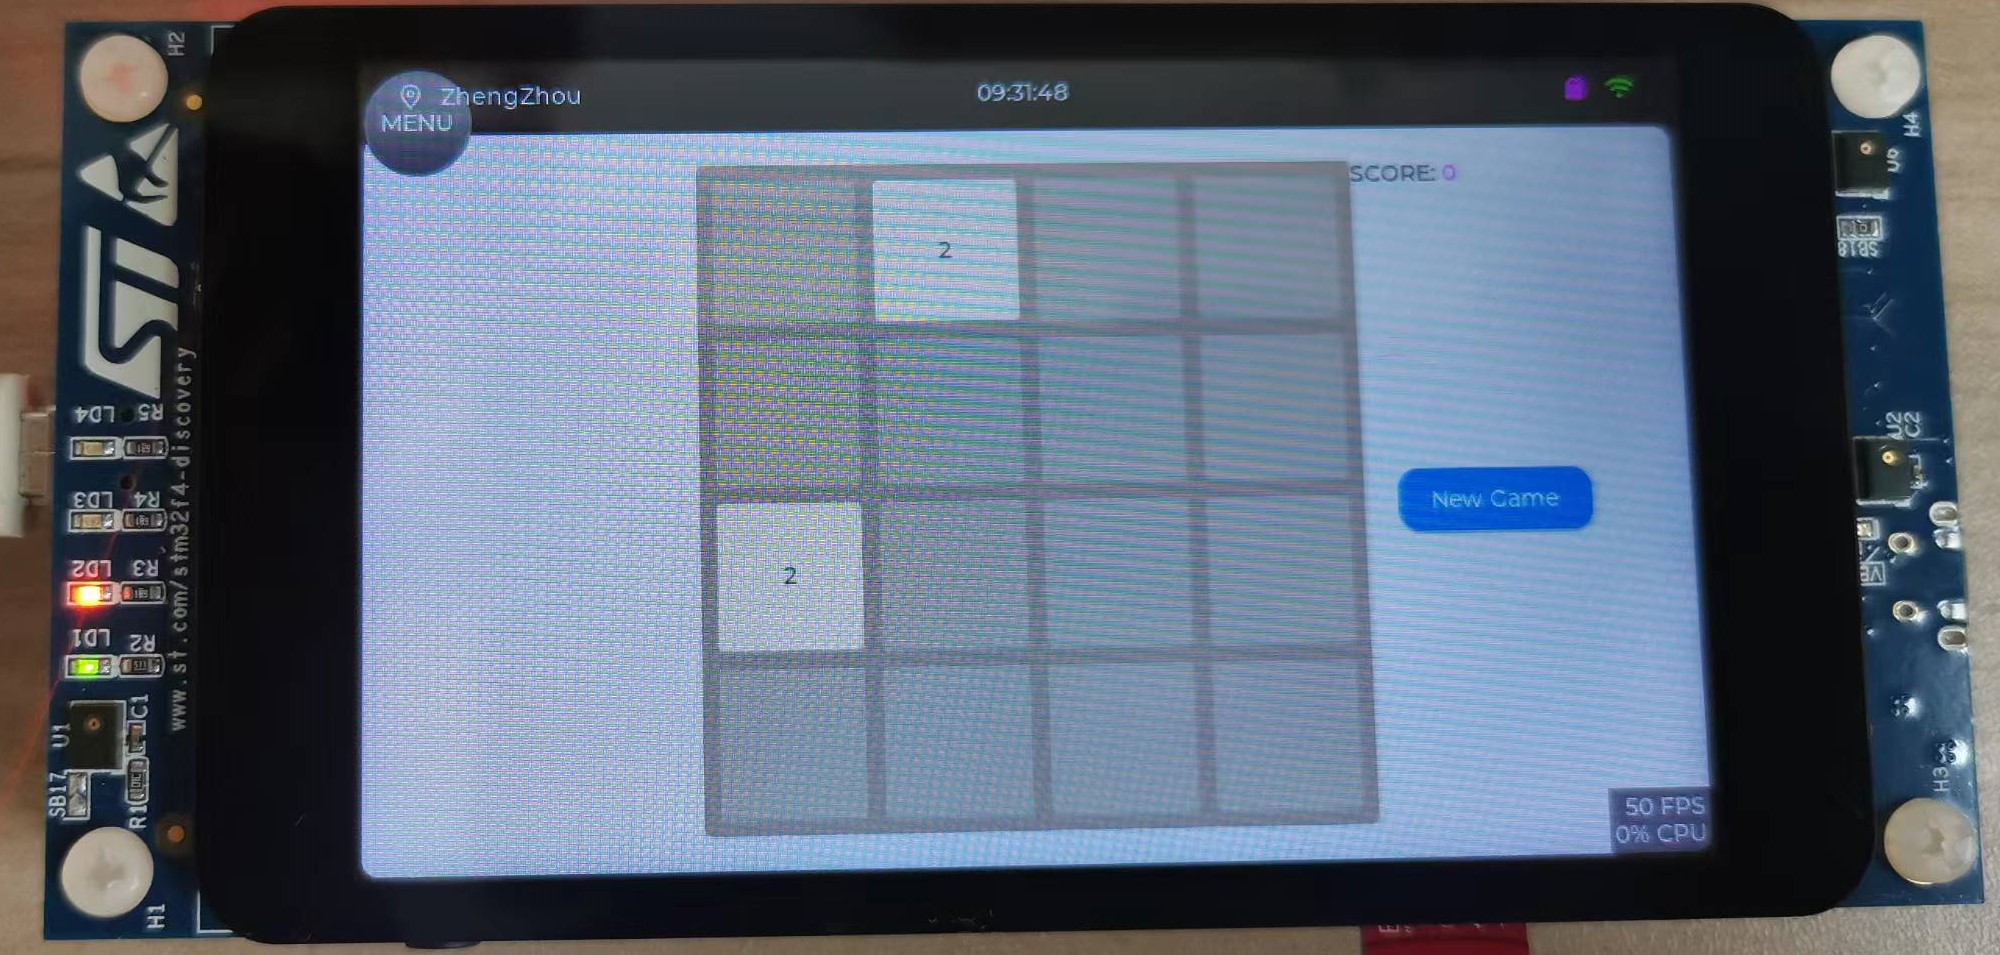 ZhengZhou
MENU
09:31:48
SCORE: 0
2
2
New Game
50 FPS
0% CPU
H2
ST
www.st.com/stm32f4-discovery
LD4
R5
LD3
R4
LD2
R3
LD1
R2
U1
C1
SB17
R1
H1
H4
U6
SB18
U2
C2
H3